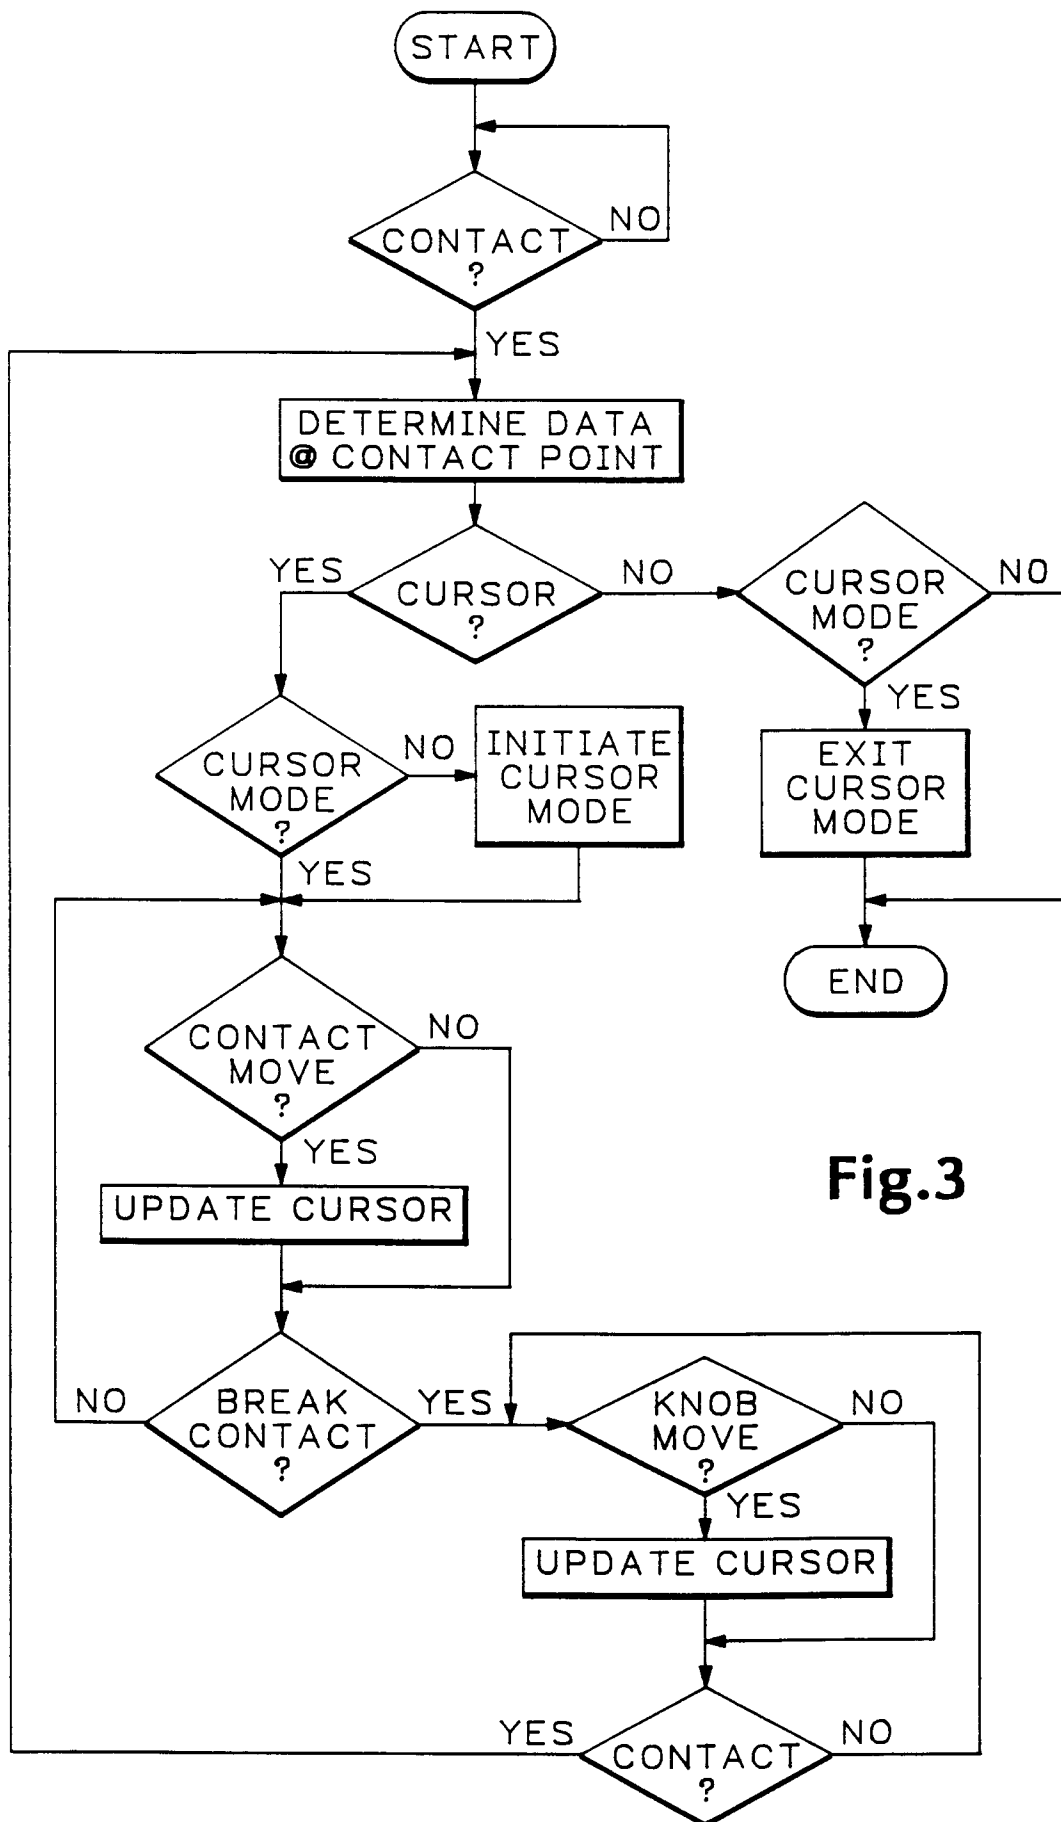 START
NO
CONTACT
?
YES
DETERMINE DATA
@ CONTACT POINT
YES
CURSOR
?
NO
CURSOR
MODE
?
NO
YES
CURSOR
MODE
?
NO
INITIATE
CURSOR
MODE
EXIT
CURSOR
MODE
YES
END
CONTACT
MOVE
?
NO
YES
UPDATE CURSOR
Fig.3
NO
BREAK
CONTACT
?
YES
KNOB
MOVE
?
NO
YES
UPDATE CURSOR
YES
CONTACT
?
NO